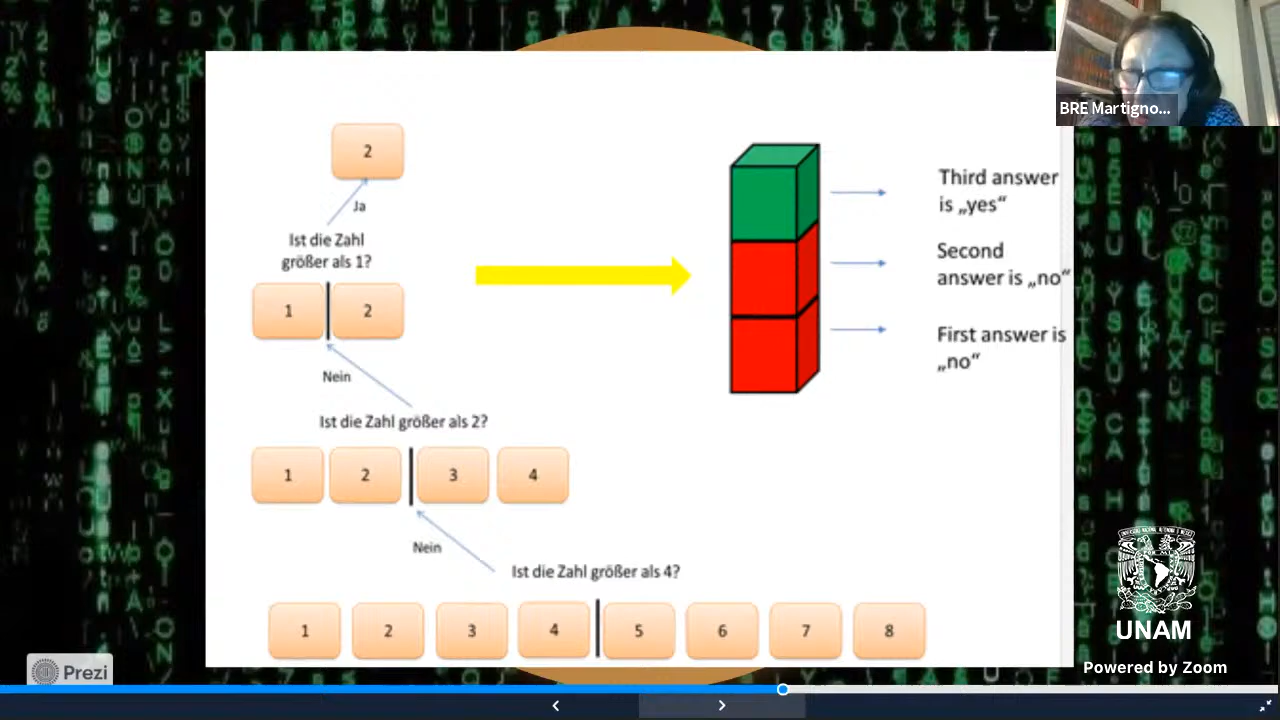 BRE Martigno...
2
Ja
Ist die Zahl
größer als 1?
1
2
Nein
Ist die Zahl größer als 2?
1
2
3
4
Nein
Ist die Zahl größer als 4?
1
2
3
4
5
6
7
8
Third answer
is „yes“
Second
answer is „no“
First answer is
„no“
UNAM
Powered by Zoom
Prezi